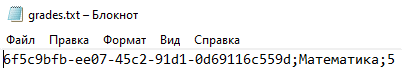 grades.txt – Блокнот
Файл Правка Формат Вид Справка
6f5c9bfb-ee07-45c2-91d1-0d69116c559d;Математика;5